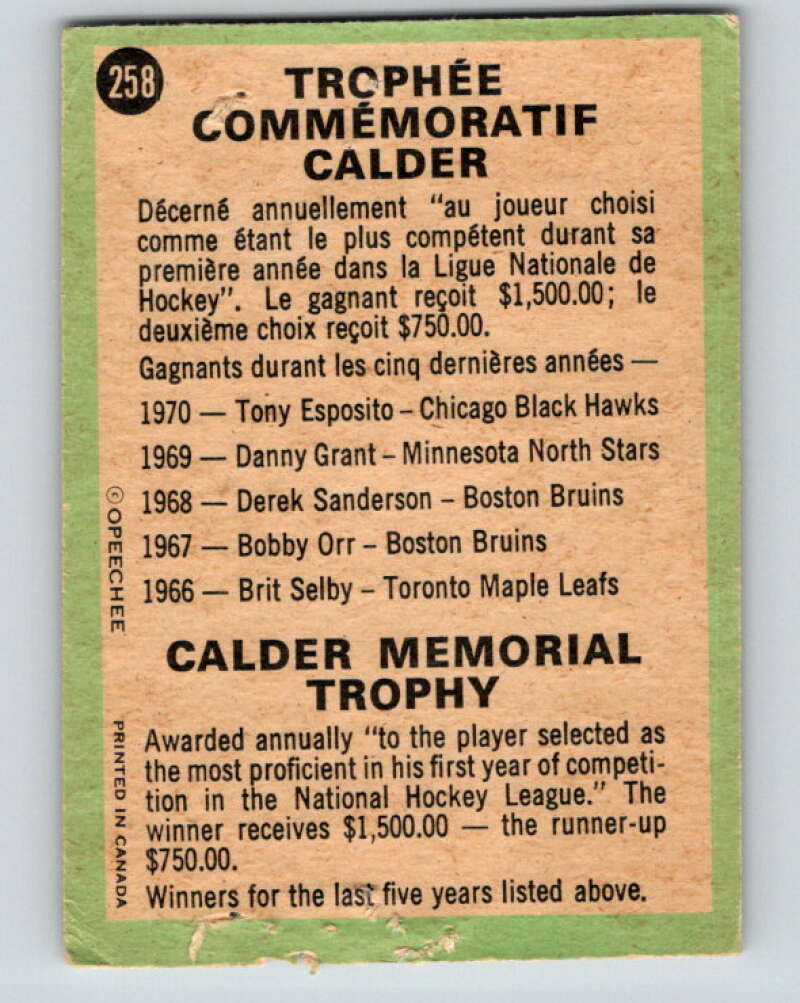 258
TROPHÉE
COMMÉMORATIF
CALDER
Décerné annuellement "au joueur choisi
comme étant le plus compétent durant sa
première année dans la Ligue Nationale de
Hockey". Le gagnant reçoit $1,500.00; le
deuxième choix reçoit $750.00.
Gagnants durant les cinq dernières années —
1970 — Tony Esposito – Chicago Black Hawks
1969 — Danny Grant – Minnesota North Stars
1968 — Derek Sanderson – Boston Bruins
1967 — Bobby Orr – Boston Bruins
1966 — Brit Selby – Toronto Maple Leafs
CALDER MEMORIAL
TROPHY
Awarded annually "to the player selected as
the most proficient in his first year of competi-
tion in the National Hockey League." The
winner receives $1,500.00 — the runner-up
$750.00.
Winners for the last five years listed above.
© OPEECHEE
PRINTED IN CANADA